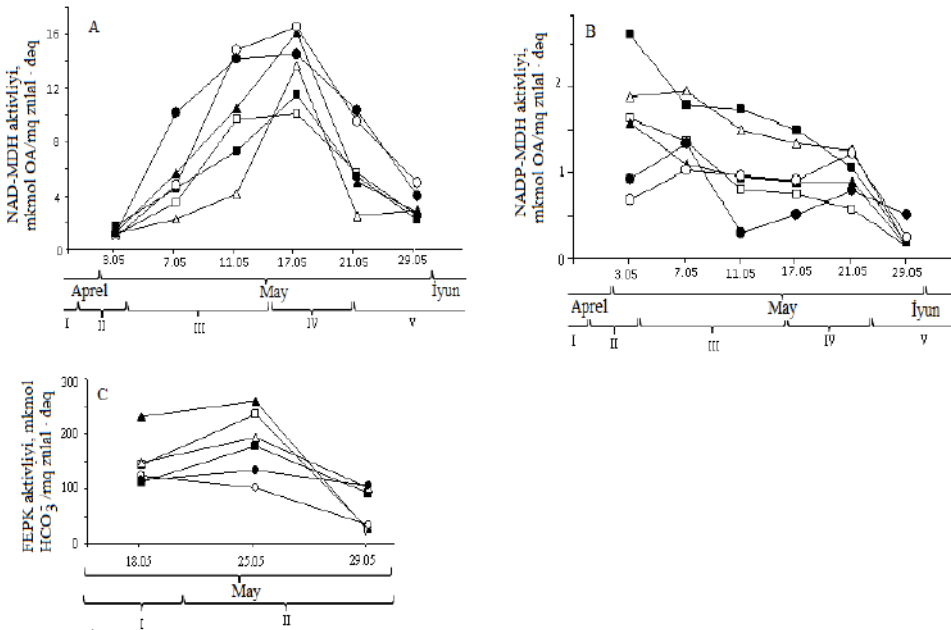 A
NAD-MDH aktivliyi,
mkmol OA/mq zulal · dəq
16
12
8
4
0
3.05 7.05 11.05 17.05 21.05 29.05
Aprel May İyun
I II III IV V
B
NADP-MDH aktivliyi,
mkmol OA/mq zulal · dəq
2
1
0
3.05 7.05 11.05 17.05 21.05 29.05
Aprel May İyun
I II III IV V
C
FEPK aktivliyi, mkmol
HCO₃⁻/mq zulal · dəq
300
200
100
0
18.05 25.05 29.05
May
I II